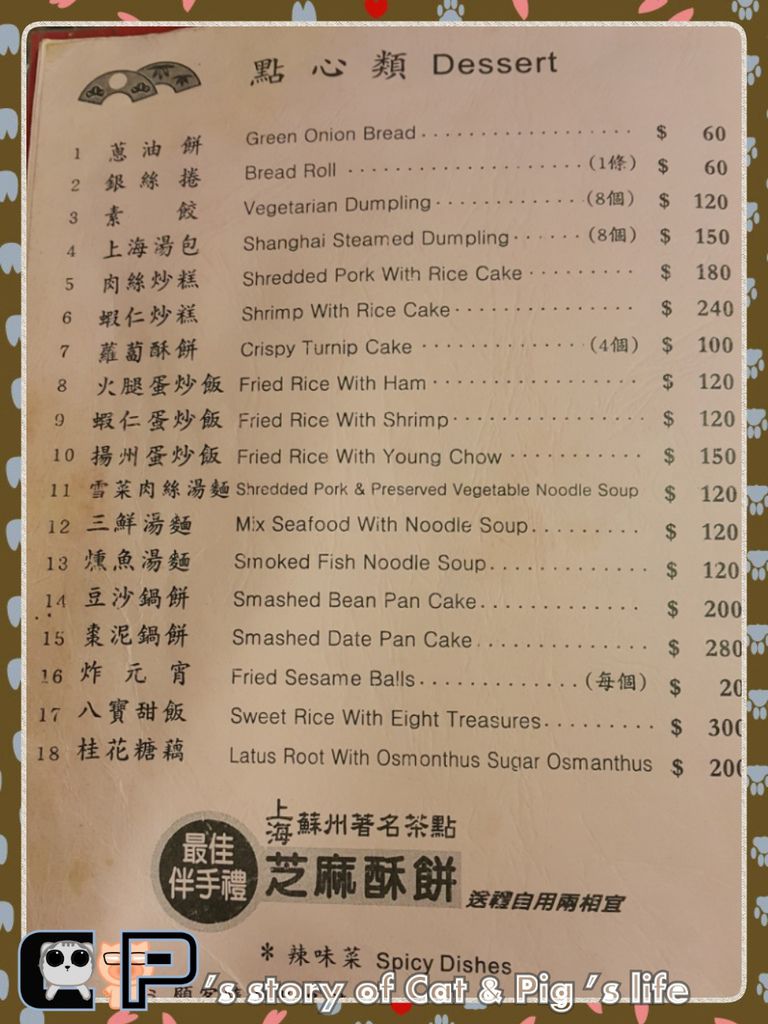 點心類 Dessert
1 蔥油餅 Green Onion Bread $ 60
2 銀絲捲 Bread Roll (1條) $ 60
3 素餃 Vegetarian Dumpling (8個) $ 120
4 上海湯包 Shanghai Steamed Dumpling (8個) $ 150
5 肉絲炒糕 Shredded Pork With Rice Cake $ 180
6 蝦仁炒糕 Shrimp With Rice Cake $ 240
7 蘿蔔酥餅 Crispy Turnip Cake (4個) $ 100
8 火腿蛋炒飯 Fried Rice With Ham $ 120
9 蝦仁蛋炒飯 Fried Rice With Shrimp $ 120
10 揚州蛋炒飯 Fried Rice With Young Chow $ 150
11 雪菜肉絲湯麵 Shredded Pork & Preserved Vegetable Noodle Soup $ 120
12 三鮮湯麵 Mix Seafood With Noodle Soup $ 120
13 燻魚湯麵 Smoked Fish Noodle Soup $ 120
14 豆沙鍋餅 Smashed Bean Pan Cake $ 200
15 棗泥鍋餅 Smashed Date Pan Cake $ 280
16 炸元宵 Fried Sesame Balls (每個) $ 20
17 八寶甜飯 Sweet Rice With Eight Treasures $ 300
18 桂花糖藕 Latus Root With Osmonthus Sugar Osmanthus $ 200
上海蘇州著名茶點
最佳伴手禮 芝麻酥餅 送禮自用兩相宜
* 辣味菜 Spicy Dishes
CP's story of Cat & Pig's life